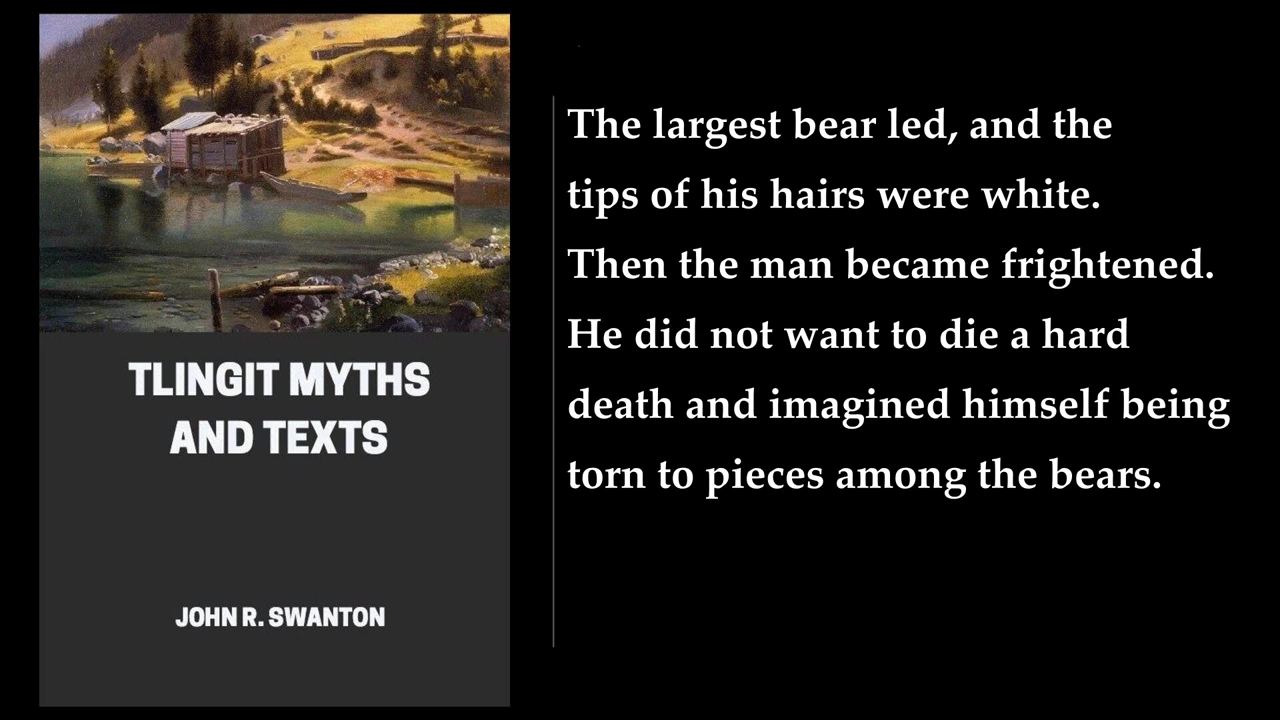 TLINGIT MYTHS
AND TEXTS
JOHN R. SWANTON
The largest bear led, and the
tips of his hairs were white.
Then the man became frightened.
He did not want to die a hard
death and imagined himself being
torn to pieces among the bears.